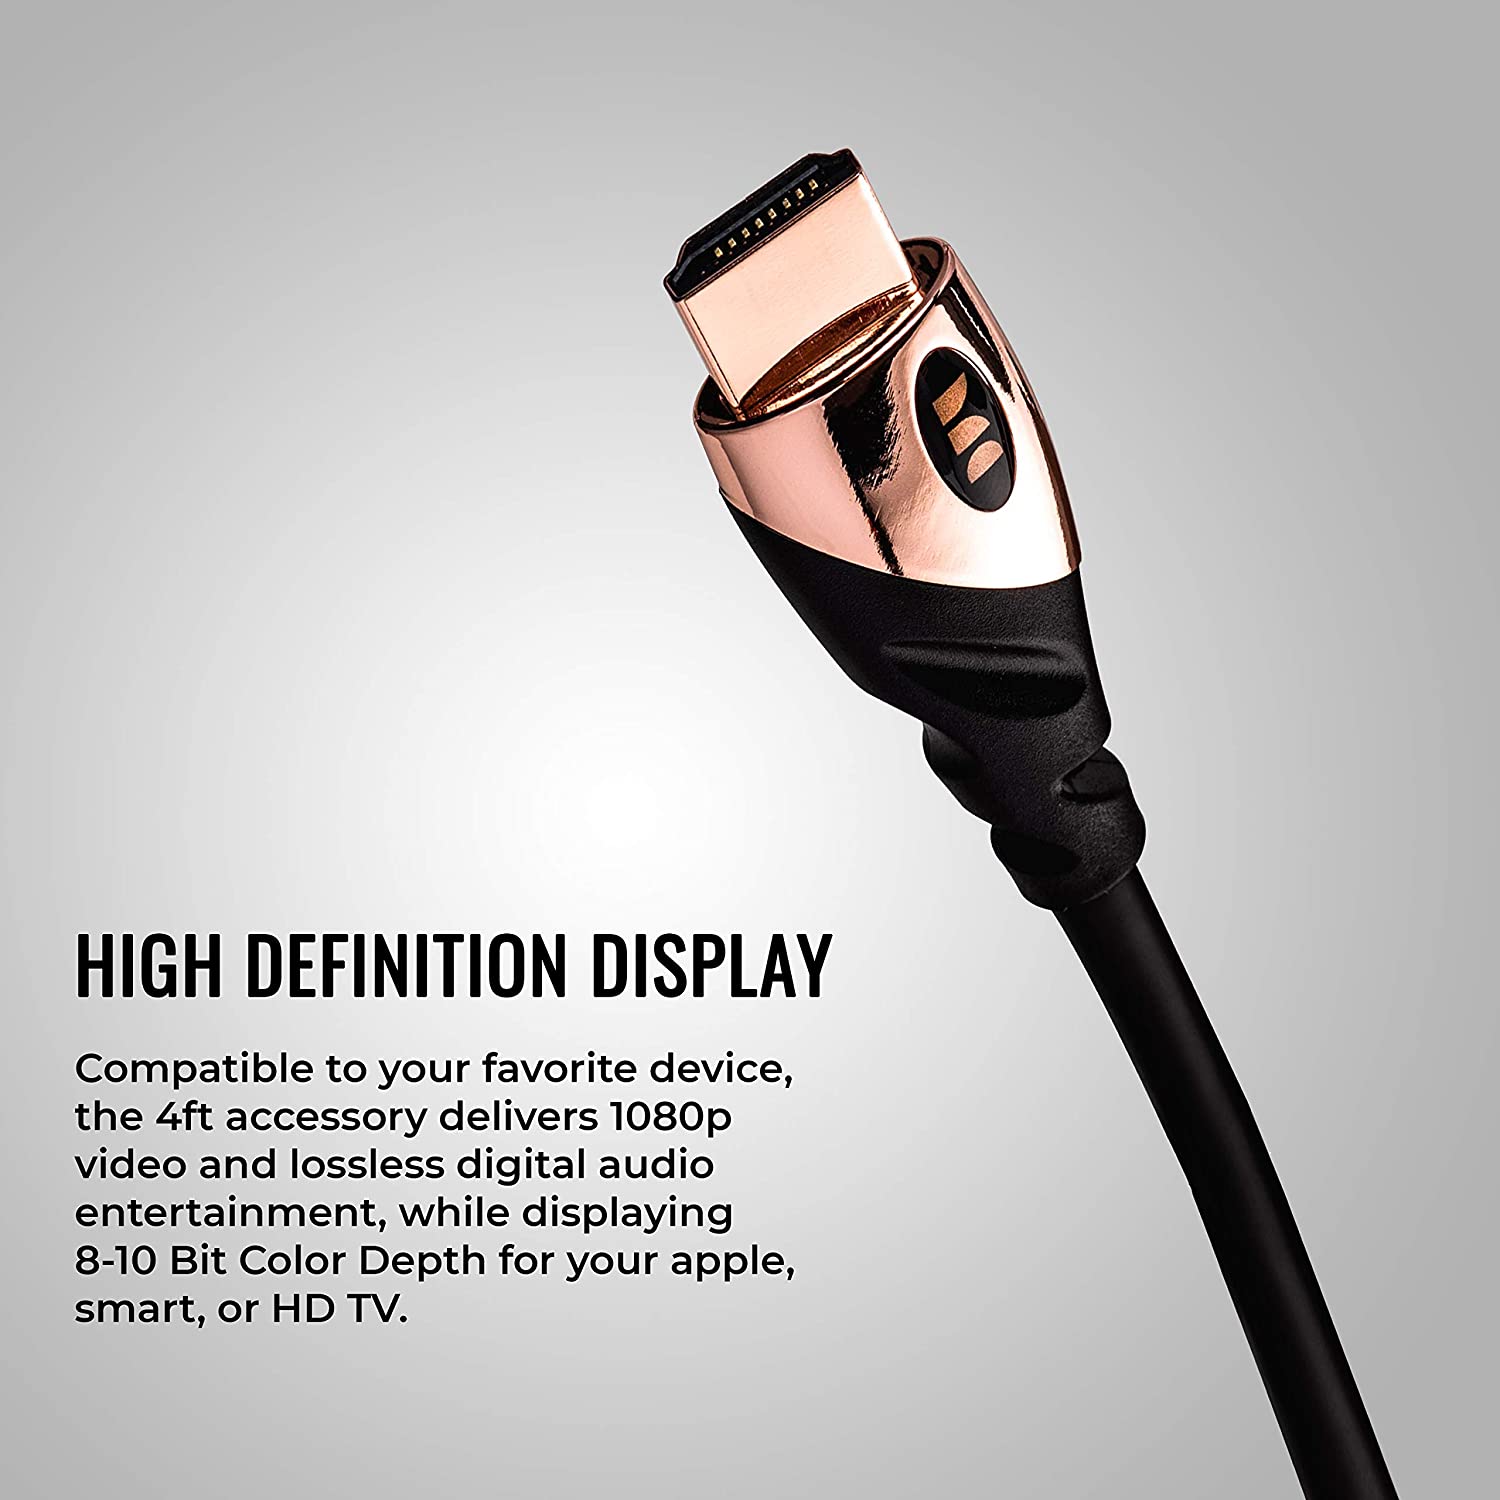 HIGH DEFINITION DISPLAY
Compatible to your favorite device,
the 4ft accessory delivers 1080p
video and lossless digital audio
entertainment, while displaying
8-10 Bit Color Depth for your apple,
smart, or HD TV.